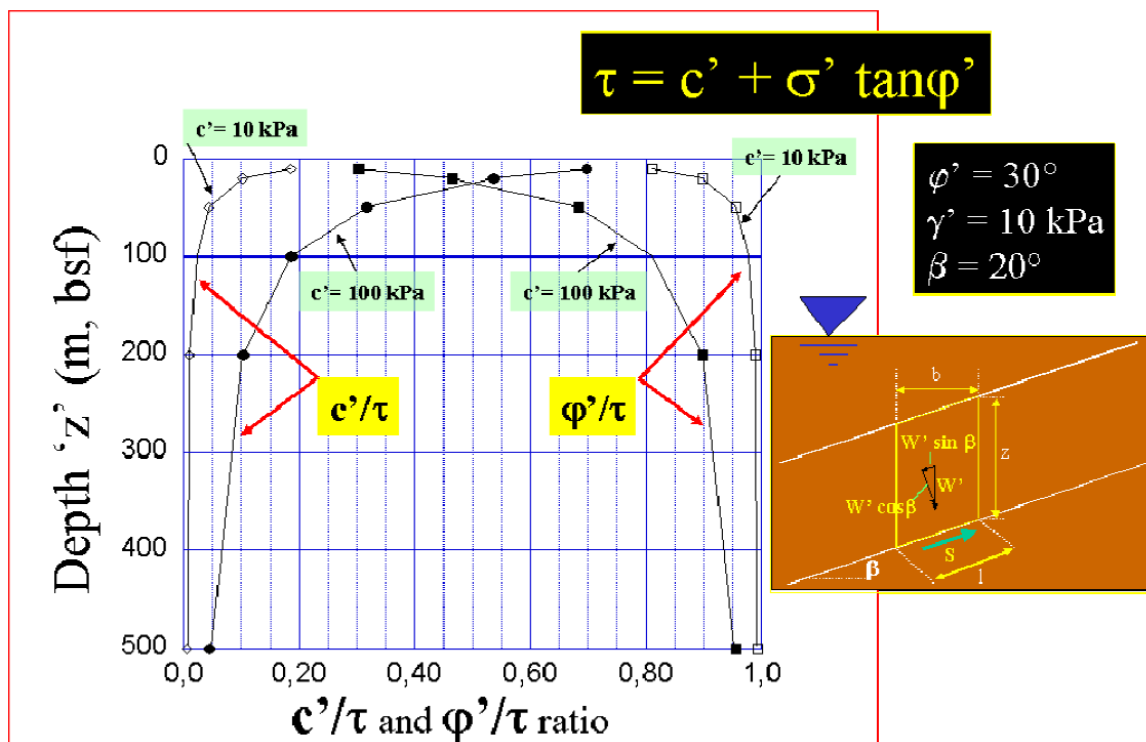 τ = c’ + σ’ tanφ’
c’= 10 kPa
c’= 10 kPa
φ’ = 30°
γ’ = 10 kPa
β = 20°
Depth ‘z’ (m, bsf)
0
100
200
300
400
500
c’= 100 kPa
c’= 100 kPa
c’/τ
φ’/τ
0,0
0,20
0,40
0,60
0,80
1,0
c’/τ and φ’/τ ratio
b
W’ sin β
z
W’
W’ cosβ
S
l
β